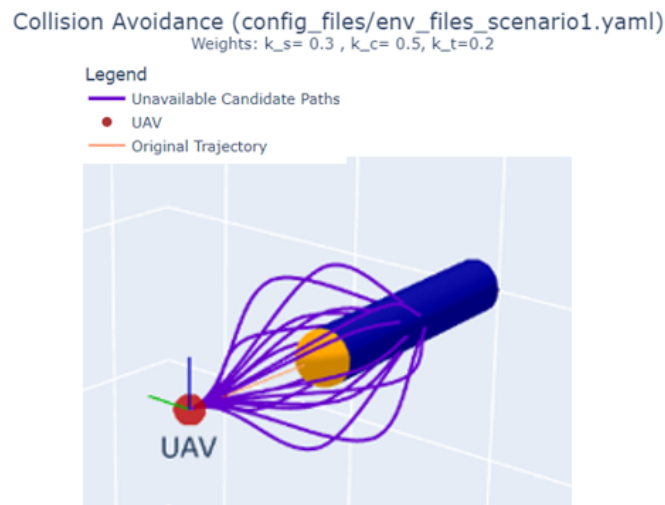 Collision Avoidance (config_files/env_files_scenario1.yaml)
Weights: k_s= 0.3 , k_c= 0.5, k_t=0.2
Legend
Unavailable Candidate Paths
UAV
Original Trajectory
UAV